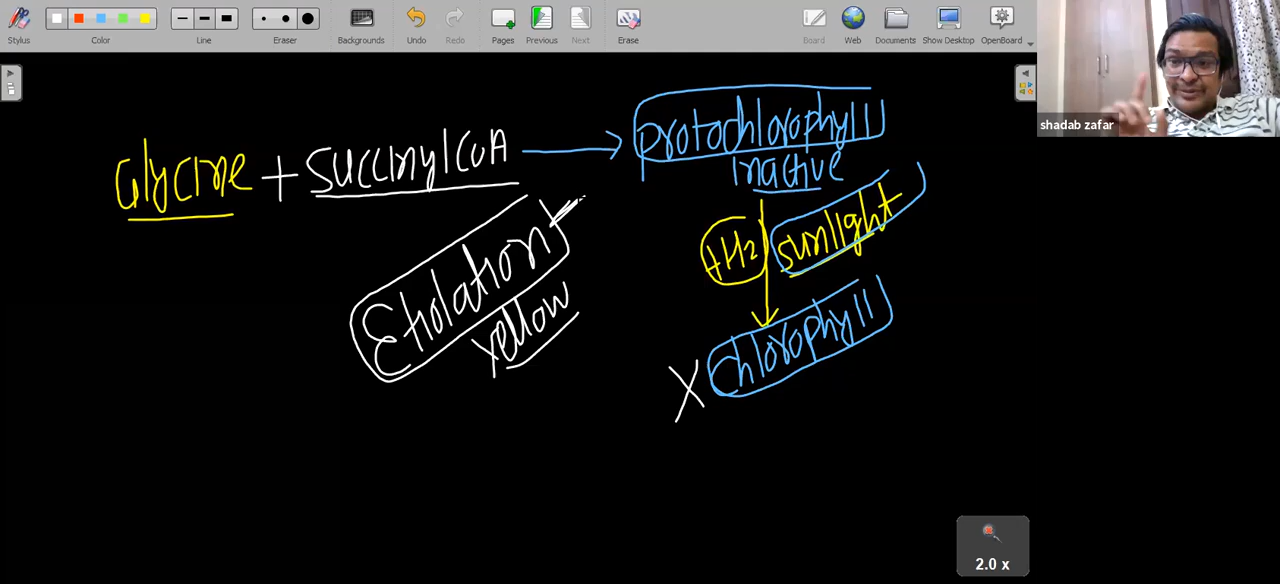 Stylus
Color
Line
Eraser
Backgrounds
Undo
Redo
Pages
Previous
Next
Erase
Board
Web
Documents
Show Desktop
OpenBoard
shadab zafar
Glycine + succinylCoA → protochlorophyll
inactive
+H2 sunlight
Etiolation
yellow
X chlorophyll
2.0 x